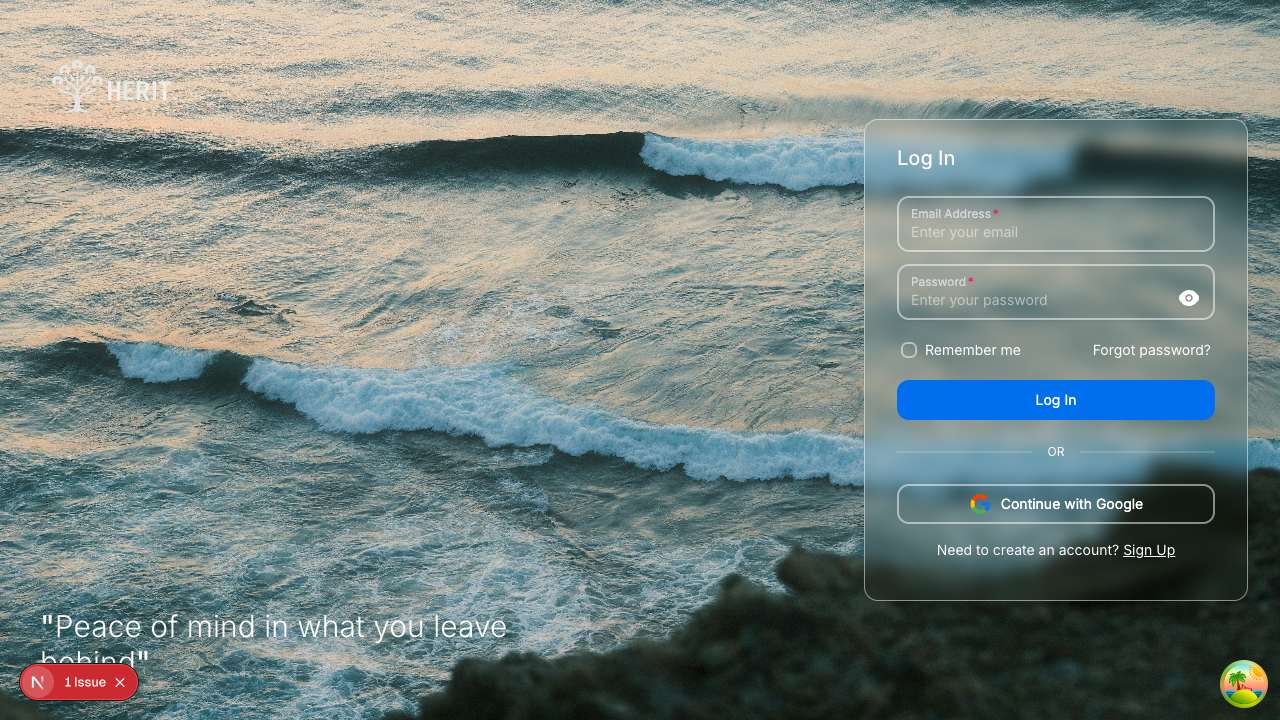 HERIT
Log In
Email Address*
Enter your email
Password*
Enter your password
Remember me
Forgot password?
Log In
OR
Continue with Google
Need to create an account? Sign Up
"Peace of mind in what you leave
behind"
N
1 Issue